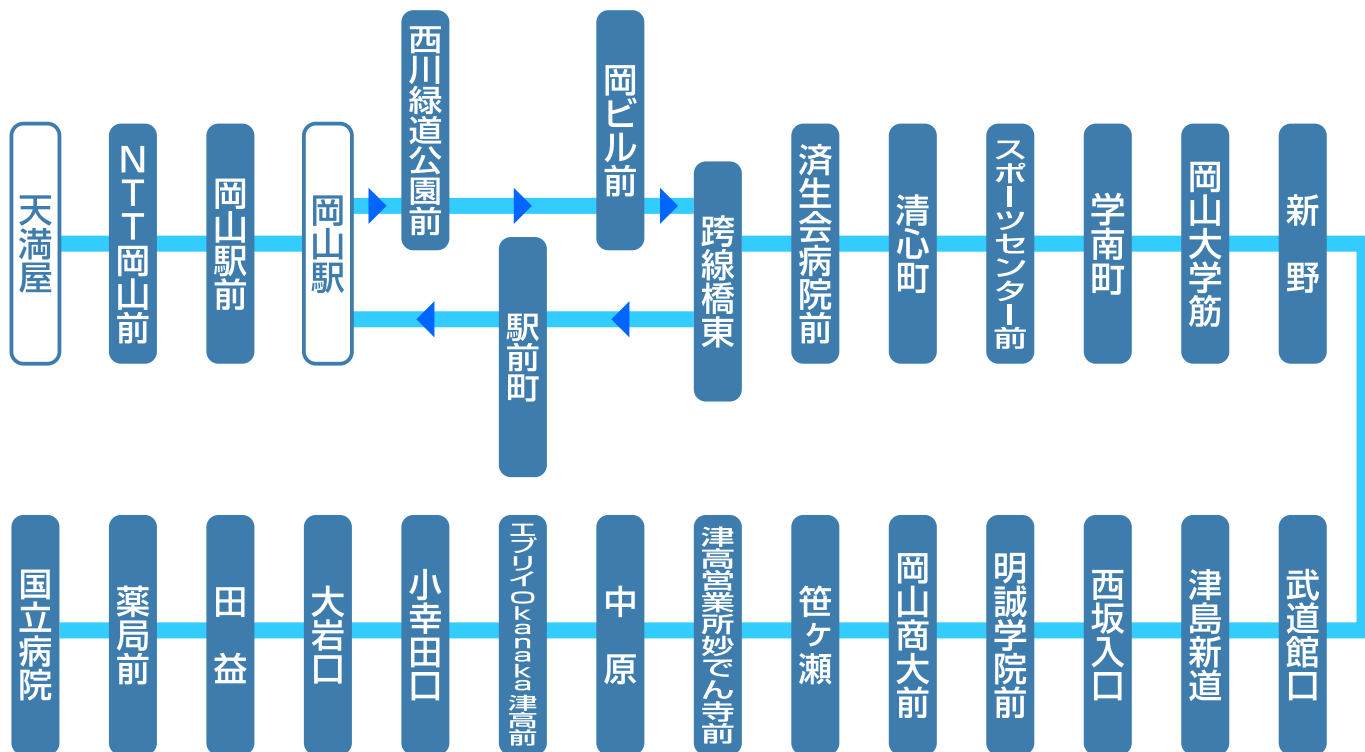 天満屋
NTT岡山前
岡山駅前
岡山駅
西川緑道公園前
岡ビル前
駅前町
跨線橋東
済生会病院前
清心町
スポーツセンター前
学南町
岡山大学筋
新野
武道館口
津島新道
西坂入口
明誠学院前
岡山商大前
笹ヶ瀬
津高営業所妙でん寺前
中原
エブリイOkanaka津高前
小幸田口
大岩口
田益
薬局前
国立病院